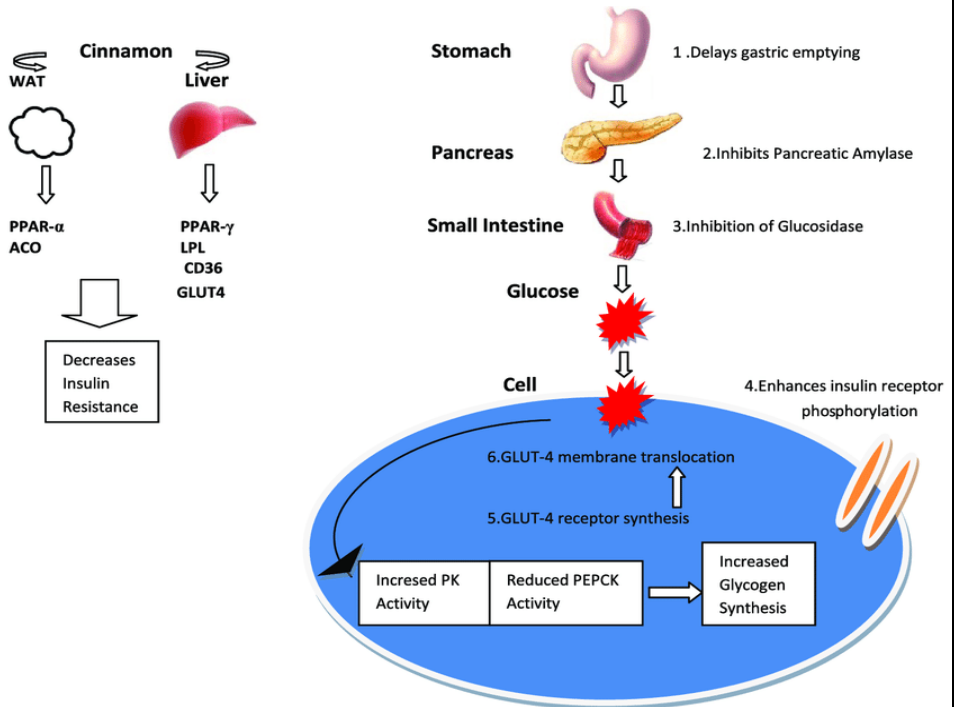 Cinnamon
WAT
Liver
PPAR-α
ACO
PPAR-γ
LPL
CD36
GLUT4
Decreases
Insulin
Resistance
Stomach
1 .Delays gastric emptying
Pancreas
2.Inhibits Pancreatic Amylase
Small Intestine
3.Inhibition of Glucosidase
Glucose
Cell
4.Enhances insulin receptor
phosphorylation
6.GLUT-4 membrane translocation
5.GLUT-4 receptor synthesis
Incresed PK
Activity
Reduced PEPCK
Activity
Increased
Glycogen
Synthesis